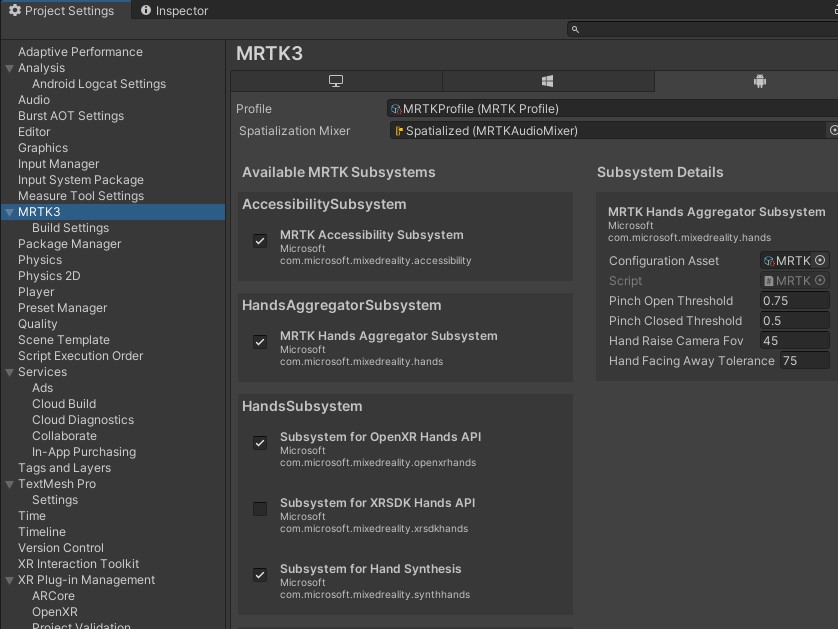 Project Settings
Inspector
Adaptive Performance
Analysis
Android Logcat Settings
Audio
Burst AOT Settings
Editor
Graphics
Input Manager
Input System Package
Measure Tool Settings
MRTK3
Build Settings
Package Manager
Physics
Physics 2D
Player
Preset Manager
Quality
Scene Template
Script Execution Order
Services
Ads
Cloud Build
Cloud Diagnostics
Collaborate
In-App Purchasing
Tags and Layers
TextMesh Pro
Settings
Time
Timeline
Version Control
XR Interaction Toolkit
XR Plug-in Management
ARCore
OpenXR
Project Validation
MRTK3
Profile
MRTKProfile (MRTK Profile)
Spatialization Mixer
Spatialized (MRTKAudioMixer)
Available MRTK Subsystems
AccessibilitySubsystem
MRTK Accessibility Subsystem
Microsoft
com.microsoft.mixedreality.accessibility
HandsAggregatorSubsystem
MRTK Hands Aggregator Subsystem
Microsoft
com.microsoft.mixedreality.hands
HandsSubsystem
Subsystem for OpenXR Hands API
Microsoft
com.microsoft.mixedreality.openxrhands
Subsystem for XRSDK Hands API
Microsoft
com.microsoft.mixedreality.xrsdkhands
Subsystem for Hand Synthesis
Microsoft
com.microsoft.mixedreality.synthhands
Subsystem Details
MRTK Hands Aggregator Subsystem
Microsoft
com.microsoft.mixedreality.hands
Configuration Asset MRTK
Script MRTK
Pinch Open Threshold 0.75
Pinch Closed Threshold 0.5
Hand Raise Camera Fov 45
Hand Facing Away Tolerance 75